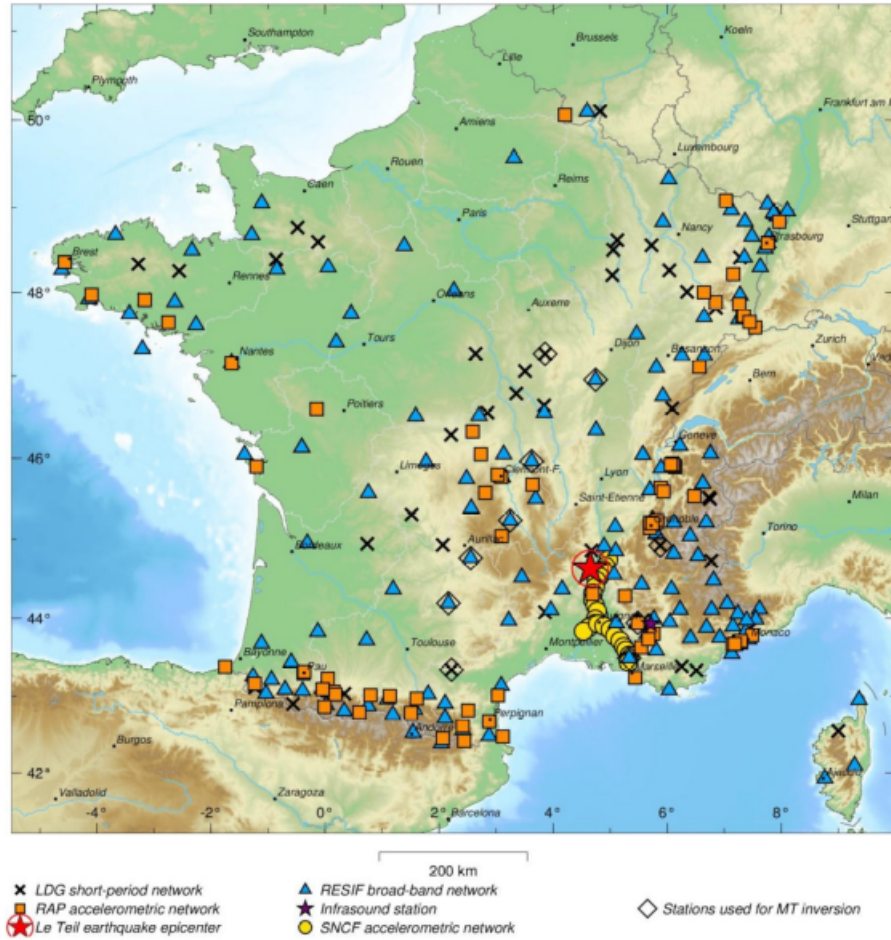 Southampton
Brussels
Koeln
Lille
Plymouth
50°
Amiens
Frankfurt am
Luxembourg
Rouen
Reims
Caen
Paris
Nancy
Stuttgart
Strasbourg
Brest
Rennes
48°
Orléans
Auxerre
Tours
Dijon
Besancon
Zurich
Nantes
Bern
Poitiers
Geneve
46°
Limoges
Clermont-F.
Lyon
Milan
Saint-Etienne
Grenoble
Torino
Bordeaux
Aurillac
44°
Toulouse
Montpellier
Monaco
Bayonne
Marseille
Pau
Pamplona
Perpignan
Andorra
Burgos
42°
Valladolid
Zaragoza
Barcelona
-4° -2° 0° 2° 4° 6° 8°
200 km
LDG short-period network
RESIF broad-band network
RAP accelerometric network
Infrasound station
Stations used for MT inversion
Le Teil earthquake epicenter
SNCF accelerometric network